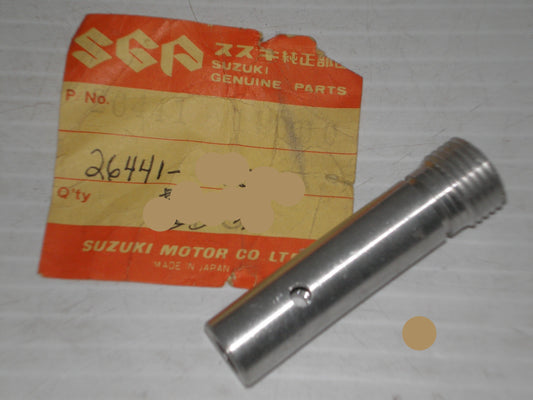 SGP スズキ純正部品
SUZUKI
GENUINE PARTS
P. No.
26441-
Q'ty
SUZUKI MOTOR CO. LTD.
MADE IN JAPAN